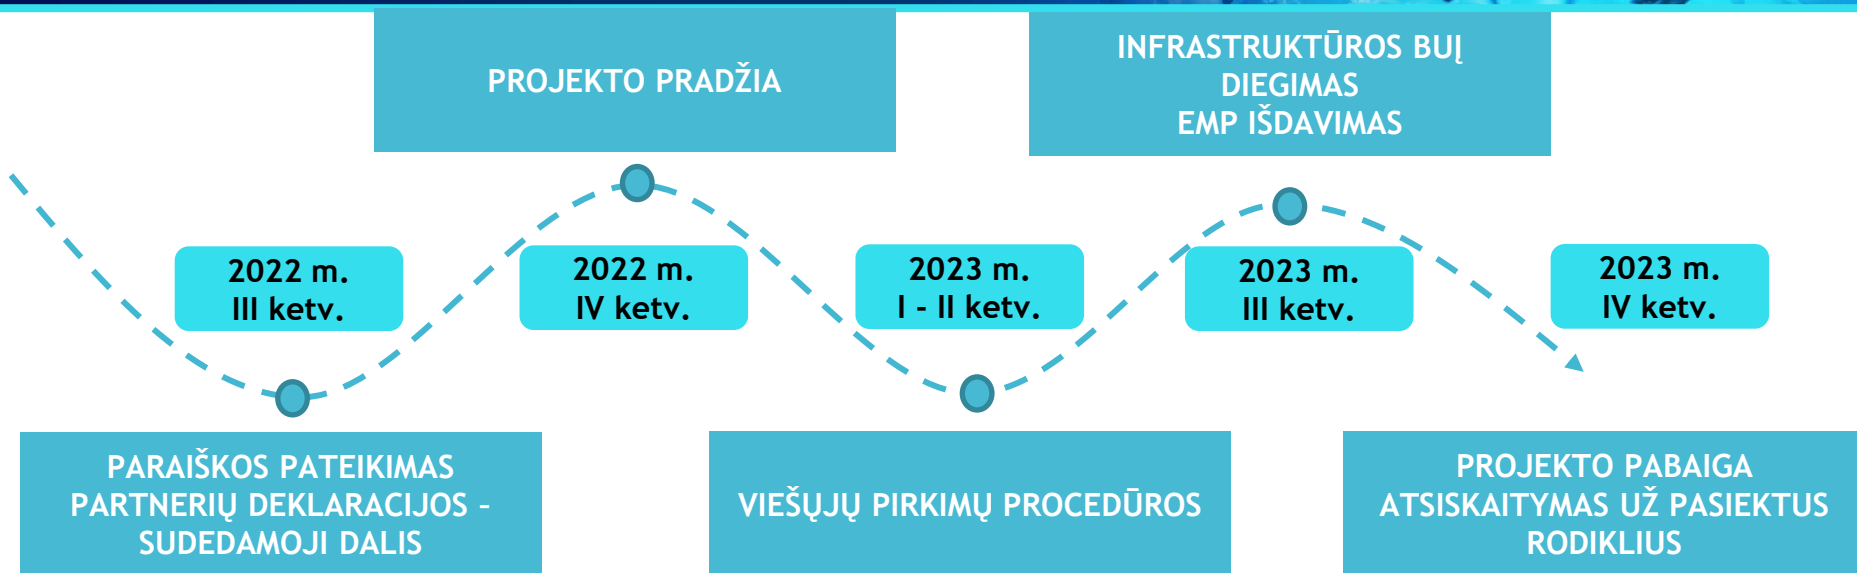 PROJEKTO PRADŽIA
INFRASTRUKTŪROS BUĮ
DIEGIMAS
EMP IŠDAVIMAS
2022 m.
III ketv.
2022 m.
IV ketv.
2023 m.
I - II ketv.
2023 m.
III ketv.
2023 m.
IV ketv.
PARAIŠKOS PATEIKIMAS
PARTNERIŲ DEKLARACIJOS –
SUDEDAMOJI DALIS
VIEŠŲJŲ PIRKIMŲ PROCEDŪROS
PROJEKTO PABAIGA
ATSISKAITYMAS UŽ PASIEKTUS
RODIKLIUS